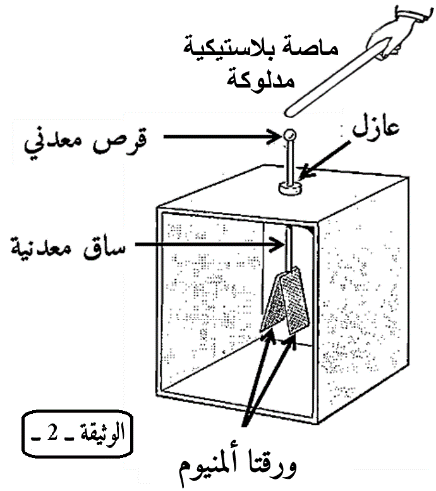 ماصة بلاستيكية
مدلوكة
عازل
قرص معدني
ساق معدنية
الوثيقة ـ 2 ـ
ورقتا ألمنيوم